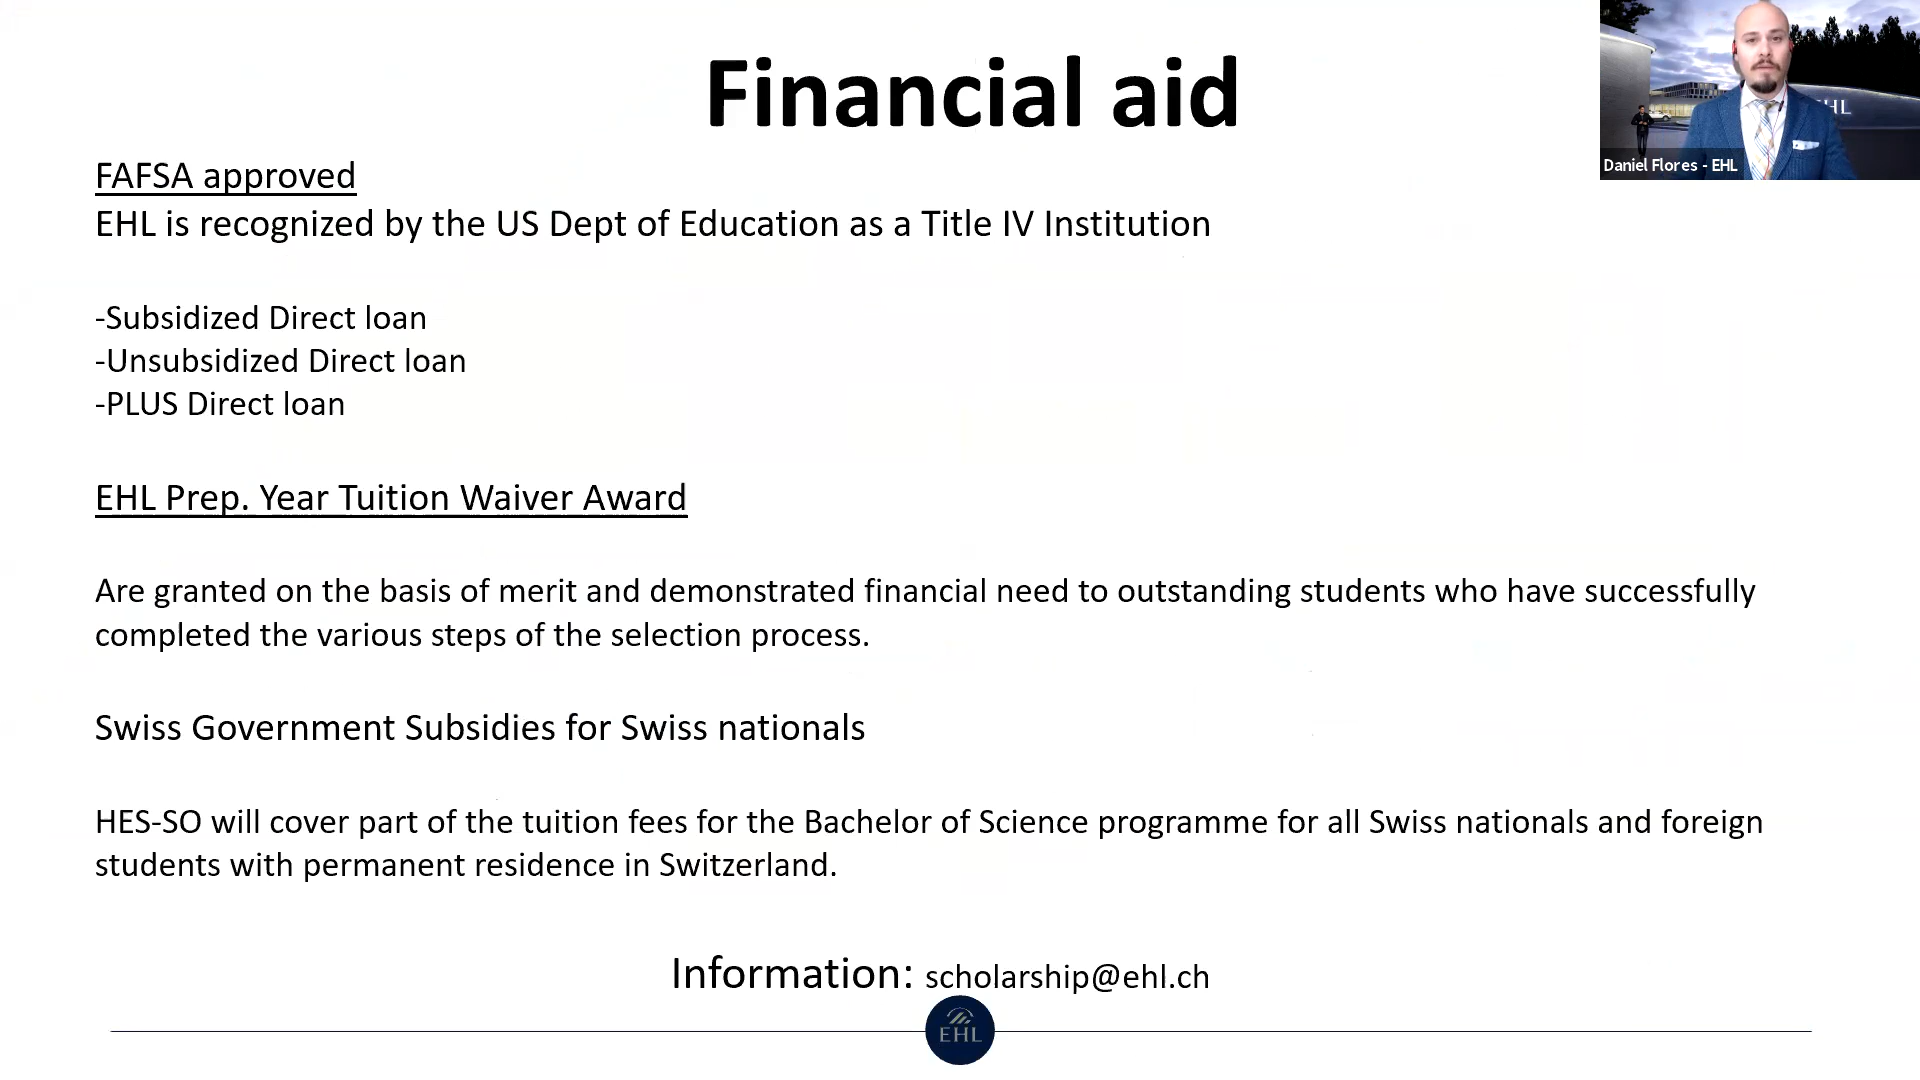 Financial aid
HL
Daniel Flores - EHL
FAFSA approved
EHL is recognized by the US Dept of Education as a Title IV Institution
-Subsidized Direct loan
-Unsubsidized Direct loan
-PLUS Direct loan
EHL Prep. Year Tuition Waiver Award
Are granted on the basis of merit and demonstrated financial need to outstanding students who have successfully
completed the various steps of the selection process.
Swiss Government Subsidies for Swiss nationals
HES-SO will cover part of the tuition fees for the Bachelor of Science programme for all Swiss nationals and foreign
students with permanent residence in Switzerland.
Information: scholarship@ehl.ch
EHL